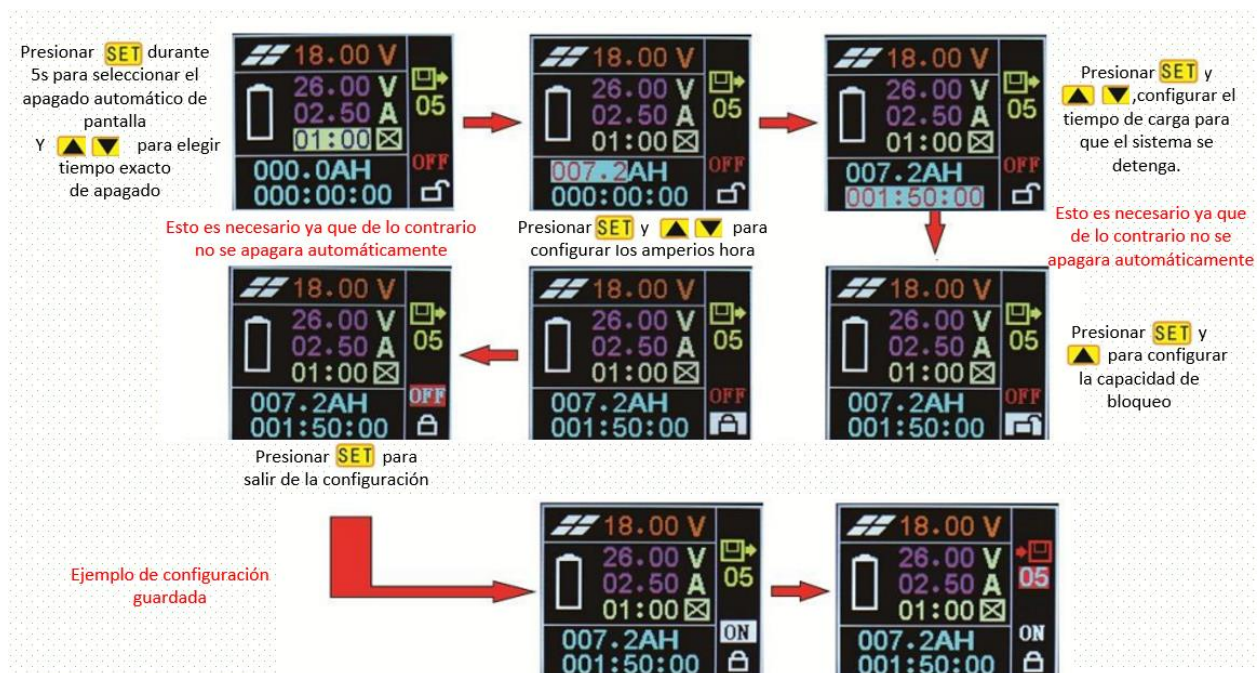 Presionar SET durante
5s para seleccionar el
apagado automático de
pantalla
Y ▲ ▼ para elegir
tiempo exacto
de apagado
18.00 V
26.00 V
02.50 A
01:00
000.0AH
000:00:00
05
OFF
18.00 V
26.00 V
02.50 A
01:00
007.2AH
000:00:00
05
OFF
18.00 V
26.00 V
02.50 A
01:00
007.2AH
001:50:00
05
OFF
Presionar SET y
▲ ▼ ,configurar el
tiempo de carga para
que el sistema se
detenga.
Esto es necesario ya que de lo contrario
no se apagara automáticamente
Presionar SET y ▲ ▼ para
configurar los amperios hora
Esto es necesario ya que
de lo contrario no se
apagara automáticamente
18.00 V
26.00 V
02.50 A
01:00
007.2AH
001:50:00
05
OFF
18.00 V
26.00 V
02.50 A
01:00
007.2AH
001:50:00
05
OFF
18.00 V
26.00 V
02.50 A
01:00
007.2AH
001:50:00
05
OFF
Presionar SET y
▲ para configurar
la capacidad de
bloqueo
Presionar SET para
salir de la configuración
Ejemplo de configuración
guardada
18.00 V
26.00 V
02.50 A
01:00
007.2AH
001:50:00
05
ON
18.00 V
26.00 V
02.50 A
01:00
007.2AH
001:50:00
05
ON